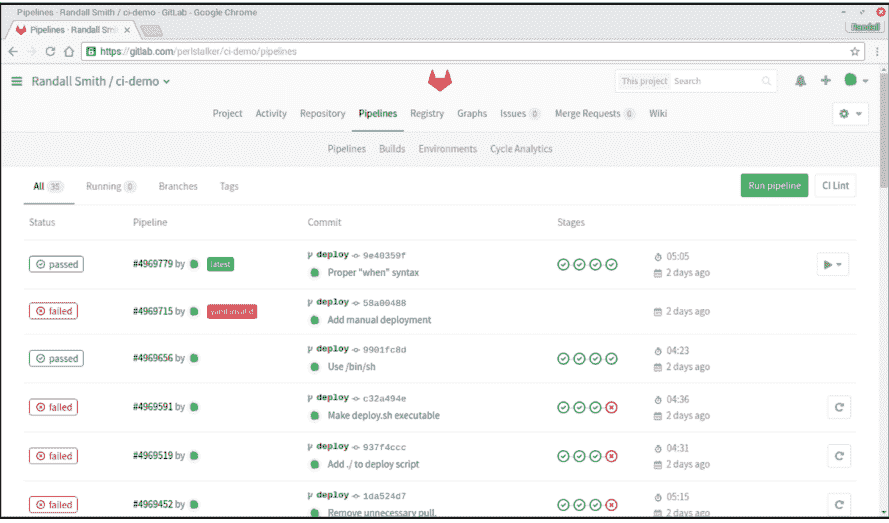 Pipelines · Randall Smith / ci-demo · GitLab - Google Chrome
Pipelines · Randall Smi
Randall
https://gitlab.com/perlstalker/ci-demo/pipelines
Randall Smith / ci-demo
This project Search
Project Activity Repository Pipelines Registry Graphs Issues 0 Merge Requests 0 Wiki
Pipelines Builds Environments Cycle Analytics
All 35 Running 0 Branches Tags Run pipeline CI Lint
Status Pipeline Commit Stages
passed #4969779 by latest deploy 9e40359f 05:05
Proper "when" syntax 2 days ago
failed #4969715 by yaml invalid deploy 58a00488
Add manual deployment 2 days ago
passed #4969656 by deploy 9901fc8d 04:23
Use /bin/sh 2 days ago
failed #4969591 by deploy c32a494e 04:36
Make deploy.sh executable 2 days ago
failed #4969519 by deploy 937f4ccc 04:31
Add ./ to deploy script 2 days ago
failed #4969452 by deploy 1da524d7 05:15
Remove unnecessary pull. 2 days ago